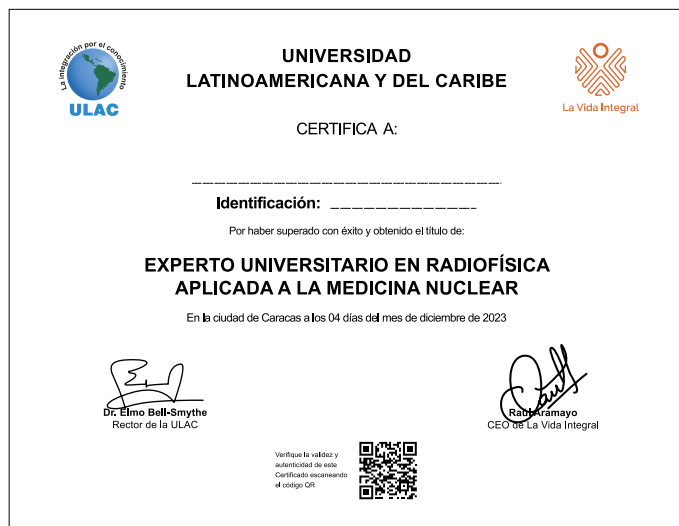 La integración por el conocimiento
ULAC
UNIVERSIDAD
LATINOAMERICANA Y DEL CARIBE
La Vida Integral
CERTIFICA A:
Identificación:
Por haber superado con éxito y obtenido el título de:
EXPERTO UNIVERSITARIO EN RADIOFÍSICA
APLICADA A LA MEDICINA NUCLEAR
En la ciudad de Caracas a los 04 días del mes de diciembre de 2023
Dr. Elmo Bell-Smythe
Rector de la ULAC
Raúl Aramayo
CEO de La Vida Integral
Verifique la validez y
autenticidad de este
Certificado escaneando
el código QR